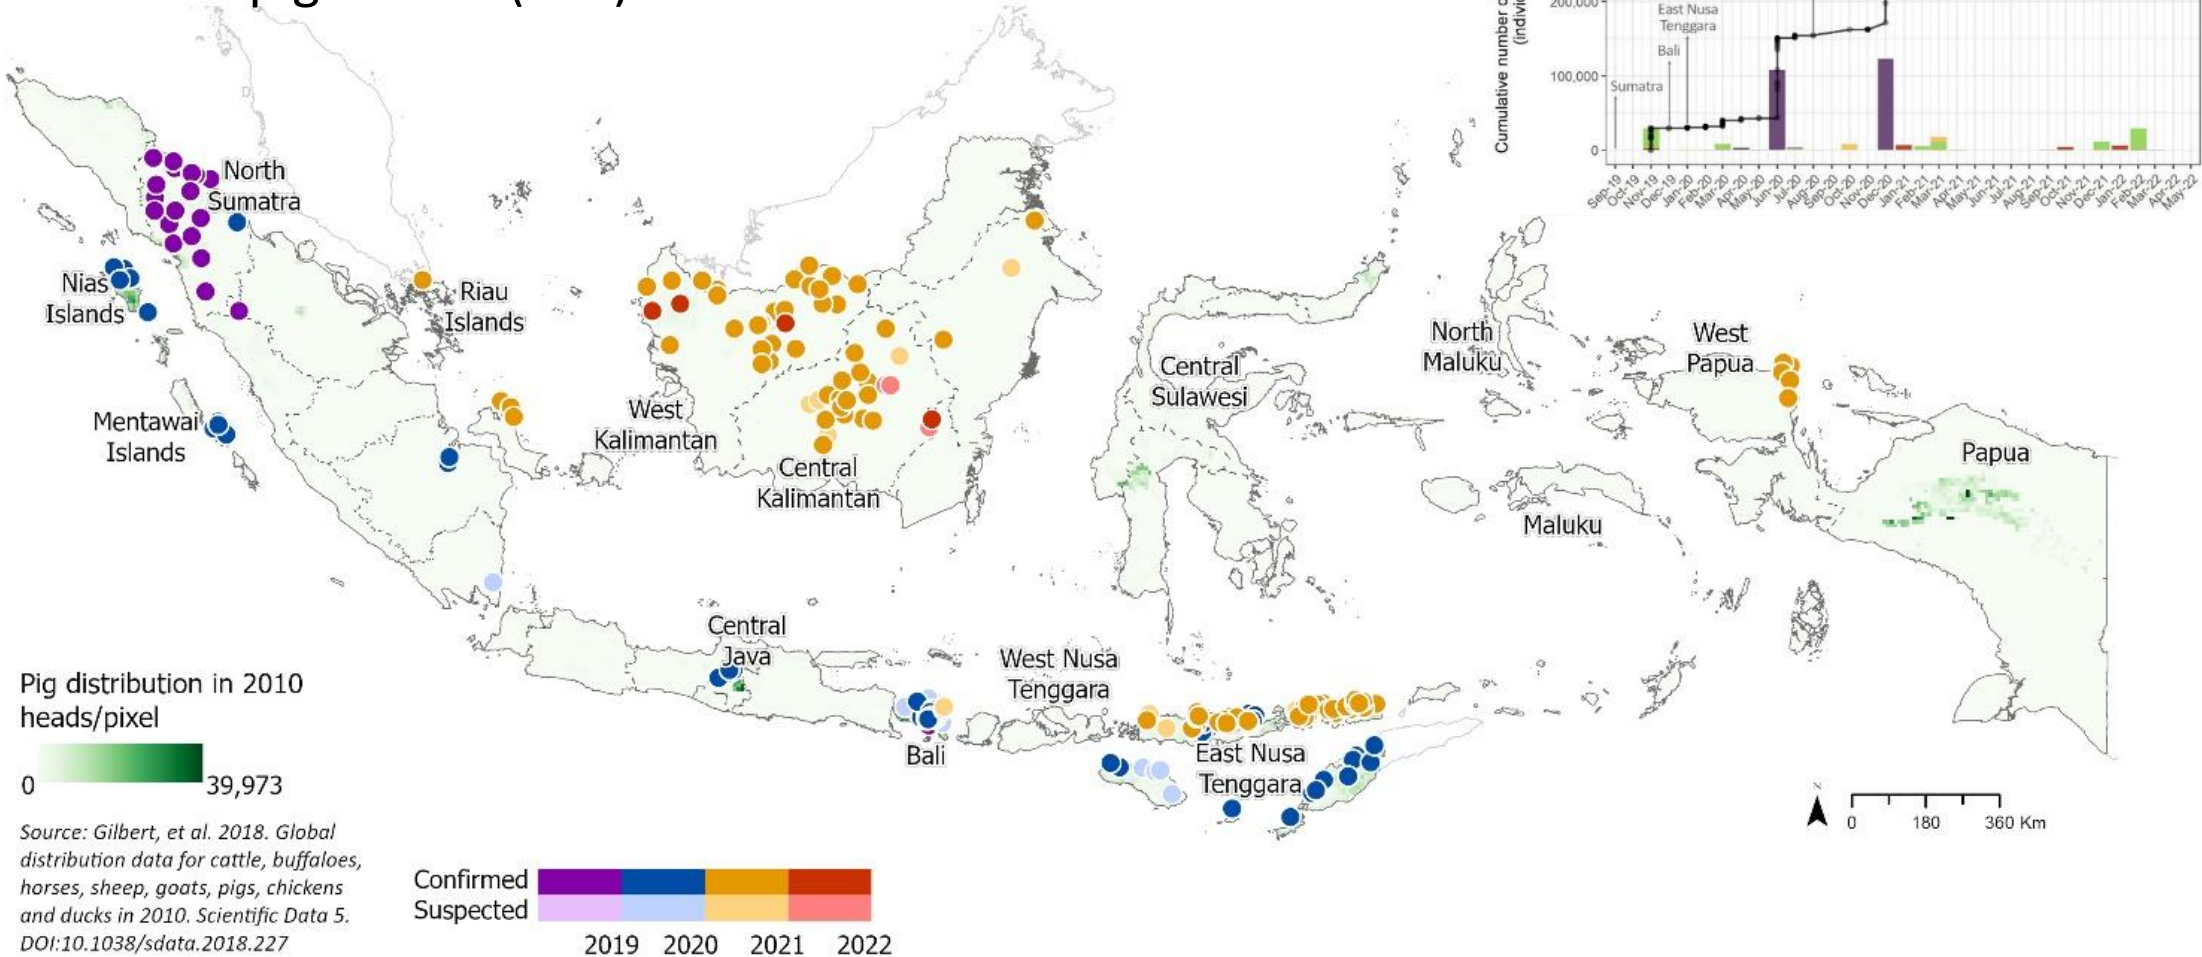 200,000
100,000
0
Cumulative number
(indivi
East Nusa
Tenggara
Bali
Sumatra
Sep-19
Oct-19
Nov-19
Dec-19
Jan-20
Feb-20
Mar-20
Apr-20
May-20
Jun-20
Jul-20
Aug-20
Sep-20
Oct-20
Nov-20
Dec-20
Jan-21
Feb-21
Mar-21
Apr-21
May-21
Jun-21
Jul-21
Aug-21
Sep-21
Oct-21
Nov-21
Dec-21
Jan-22
Feb-22
Mar-22
Apr-22
May-22
North
Sumatra
Nias
Islands
Riau
Islands
Mentawai
Islands
West
Kalimantan
Central
Kalimantan
Central
Sulawesi
North
Maluku
West
Papua
Papua
Maluku
Central
Java
West Nusa
Tenggara
Bali
East Nusa
Tenggara
Pig distribution in 2010
heads/pixel
0
39,973
Source: Gilbert, et al. 2018. Global
distribution data for cattle, buffaloes,
horses, sheep, goats, pigs, chickens
and ducks in 2010. Scientific Data 5.
DOI:10.1038/sdata.2018.227
Confirmed
Suspected
2019 2020 2021 2022
N
0 180 360 Km